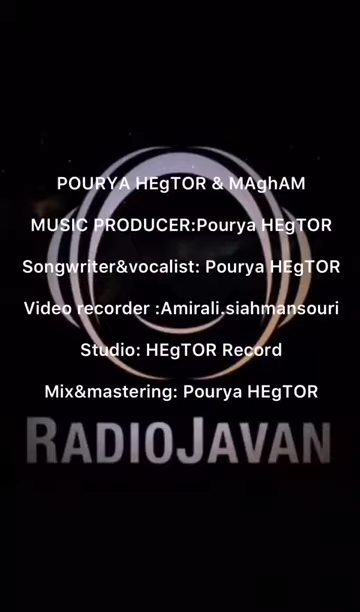 POURYA HEgTOR & MAghAM
MUSIC PRODUCER:Pourya HEgTOR
Songwriter&vocalist: Pourya HEgTOR
Video recorder :Amirali.siahmansouri
Studio: HEgTOR Record
Mix&mastering: Pourya HEgTOR
RADIOJAVAN